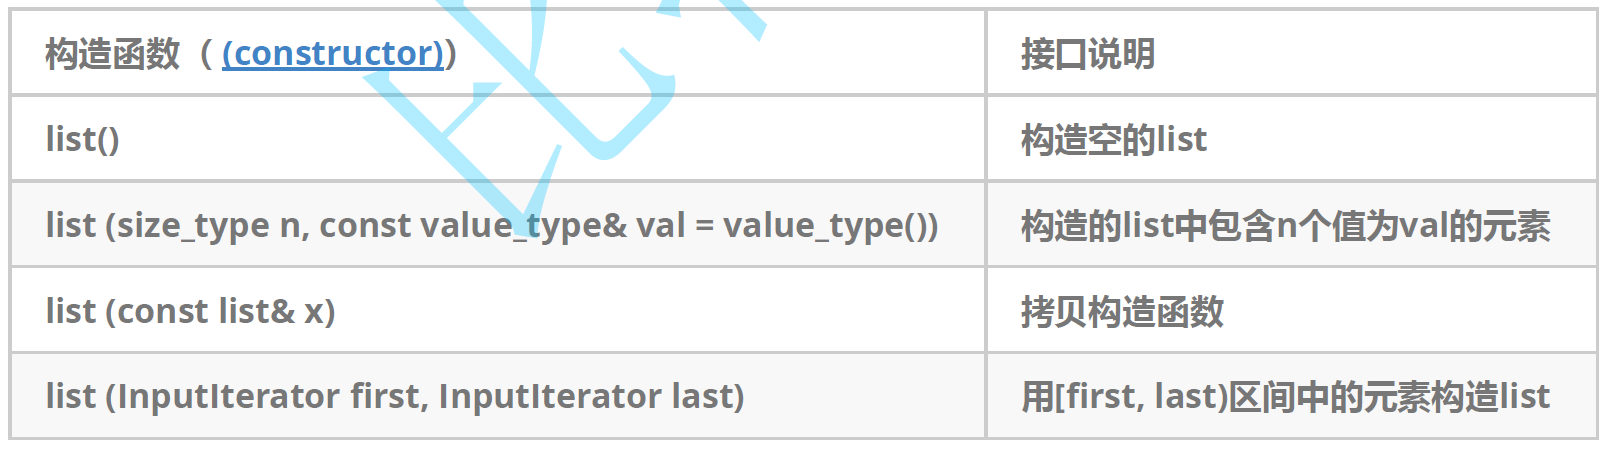 构造函数（ (constructor)）
接口说明
list()
构造空的list
list (size_type n, const value_type& val = value_type())
构造的list中包含n个值为val的元素
list (const list& x)
拷贝构造函数
list (InputIterator first, InputIterator last)
用[first, last)区间中的元素构造list